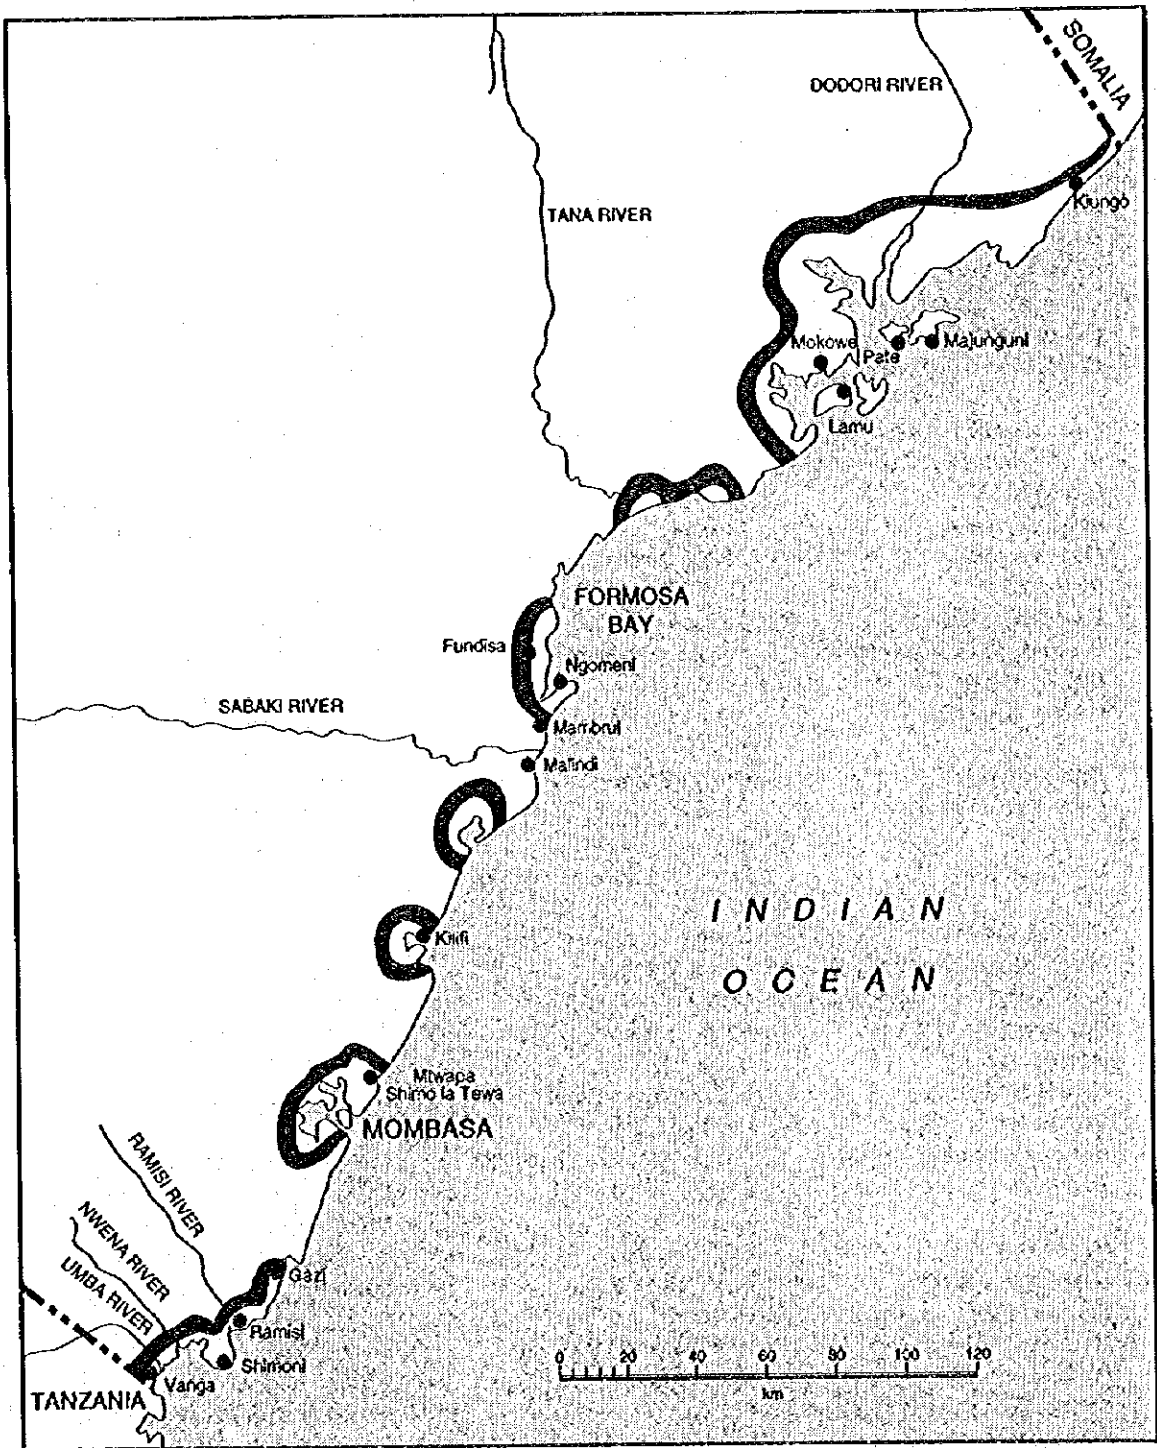 SOMALIA
DODORI RIVER
TANA RIVER
Kiungo
Mokowe
Pate
Majunguni
Lamu
FORMOSA
BAY
Fundisa
Ngomeni
SABAKI RIVER
Mambrui
Malindi
INDIAN
OCEAN
Kilifi
Mtwapa
Shimo la Tewa
MOMBASA
RAMISI RIVER
NWENA RIVER
UMBA RIVER
Gazi
Ramisi
Shimoni
Vanga
TANZANIA
0 20 40 60 80 100 120
km